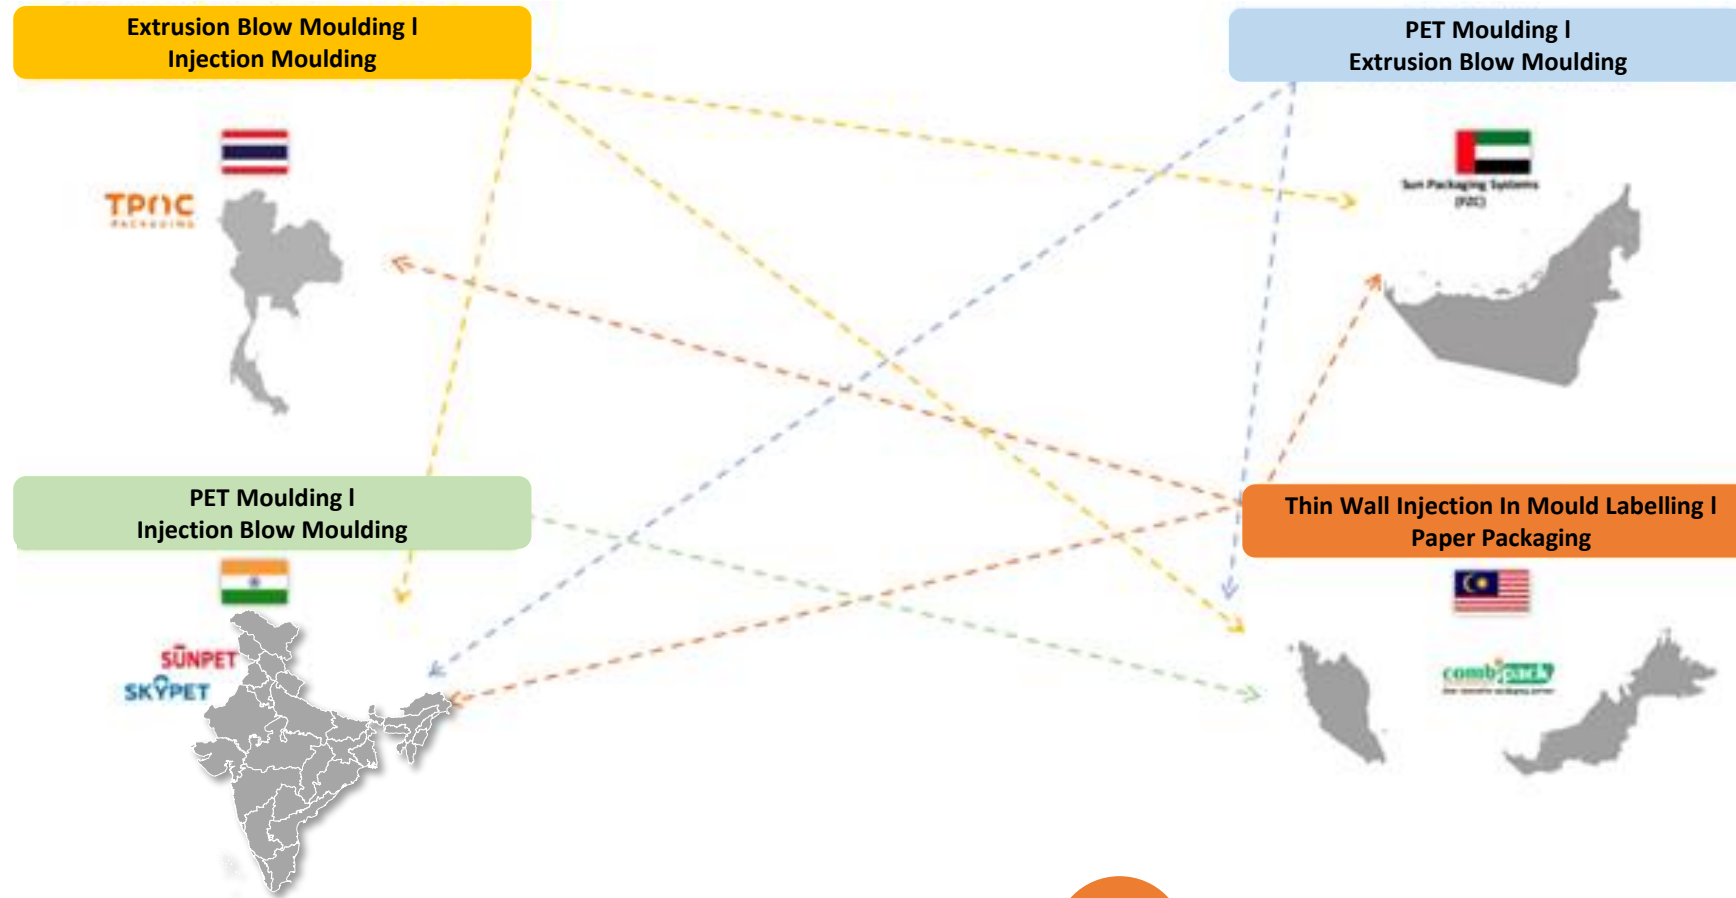 Extrusion Blow Moulding l
Injection Moulding
PET Moulding l
Extrusion Blow Moulding
TPAC
PACKAGING
Sun Packaging Systems
(FZC)
PET Moulding l
Injection Blow Moulding
Thin Wall Injection In Mould Labelling l
Paper Packaging
SUNPET
SKYPET
combipack